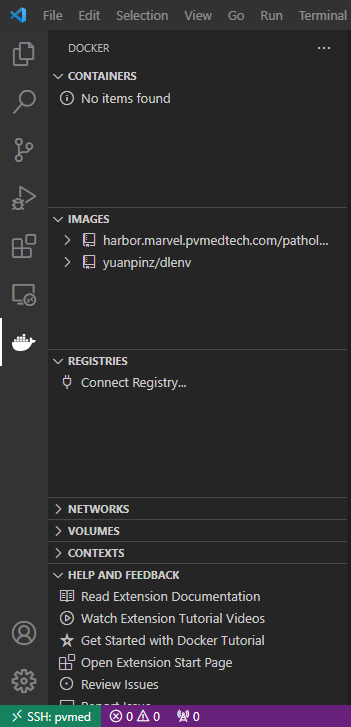 File Edit Selection View Go Run Terminal
DOCKER
CONTAINERS
No items found
IMAGES
harbor.marvel.pvmedtech.com/pathol...
yuanpinz/dlenv
REGISTRIES
Connect Registry...
NETWORKS
VOLUMES
CONTEXTS
HELP AND FEEDBACK
Read Extension Documentation
Watch Extension Tutorial Videos
Get Started with Docker Tutorial
Open Extension Start Page
Review Issues
Report Issue
SSH: pvmed 0 0 0